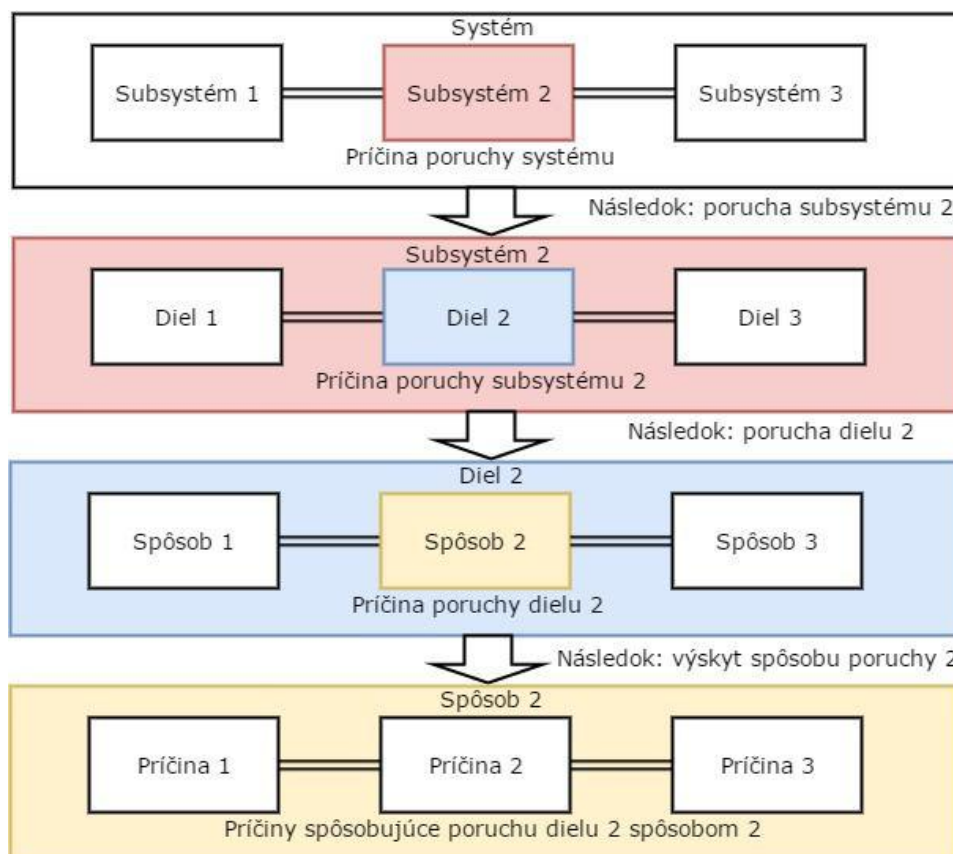 Systém
Subsystém 1
Subsystém 2
Subsystém 3
Príčina poruchy systému
Následok: porucha subsystému 2
Subsystém 2
Diel 1
Diel 2
Diel 3
Príčina poruchy subsystému 2
Následok: porucha dielu 2
Diel 2
Spôsob 1
Spôsob 2
Spôsob 3
Príčina poruchy dielu 2
Následok: výskyt spôsobu poruchy 2
Spôsob 2
Príčina 1
Príčina 2
Príčina 3
Príčiny spôsobujúce poruchu dielu 2 spôsobom 2